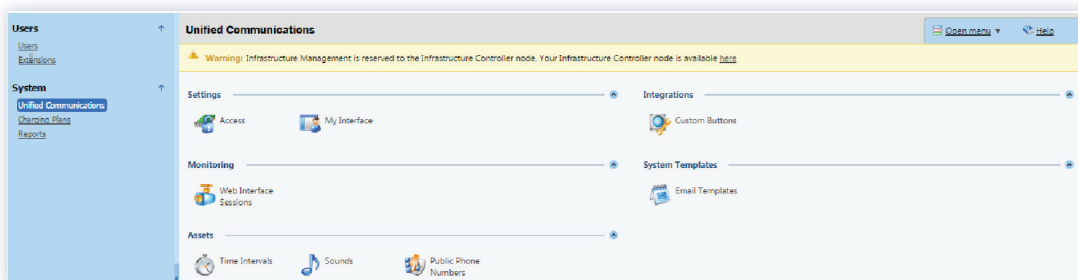 Users
Users
Extensions
System
Unified Communications
Charging Plans
Reports
Unified Communications
Open menu
Help
Warning: Infrastructure Management is reserved to the Infrastructure Controller node. Your Infrastructure Controller node is available here
Settings
Access
My Interface
Monitoring
Web Interface
Sessions
Assets
Time Intervals
Sounds
Public Phone
Numbers
Integrations
Custom Buttons
System Templates
Email Templates